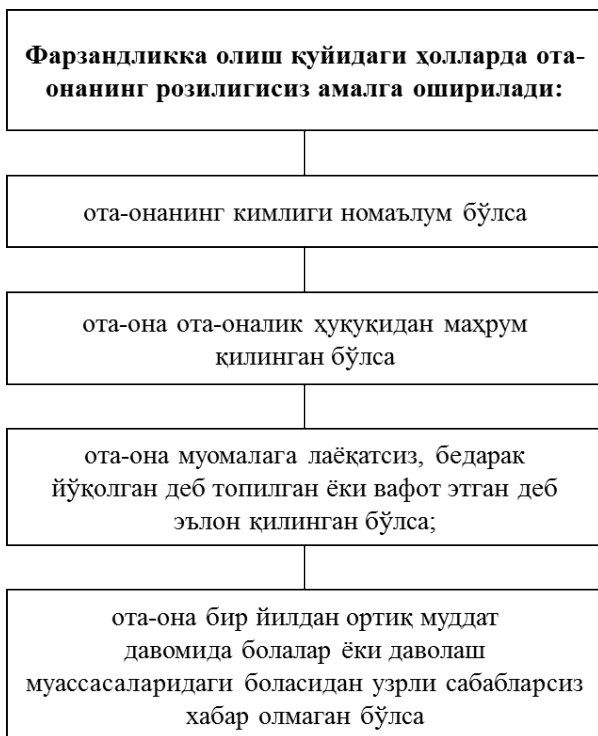 Фарзандликка олиш қуйидаги ҳолларда ота-
онанинг розилигисиз амалга оширилади:
ота-онанинг кимлиги номаълум бўлса
ота-она ота-оналик ҳуқуқидан маҳрум
қилинган бўлса
ота-она муомалага лаёқатсиз, бедарак
йўқолган деб топилган ёки вафот этган деб
эълон қилинган бўлса;
ота-она бир йилдан ортиқ муддат
давомида болалар ёки даволаш
муассасаларидаги боласидан узрли сабабларсиз
хабар олмаган бўлса